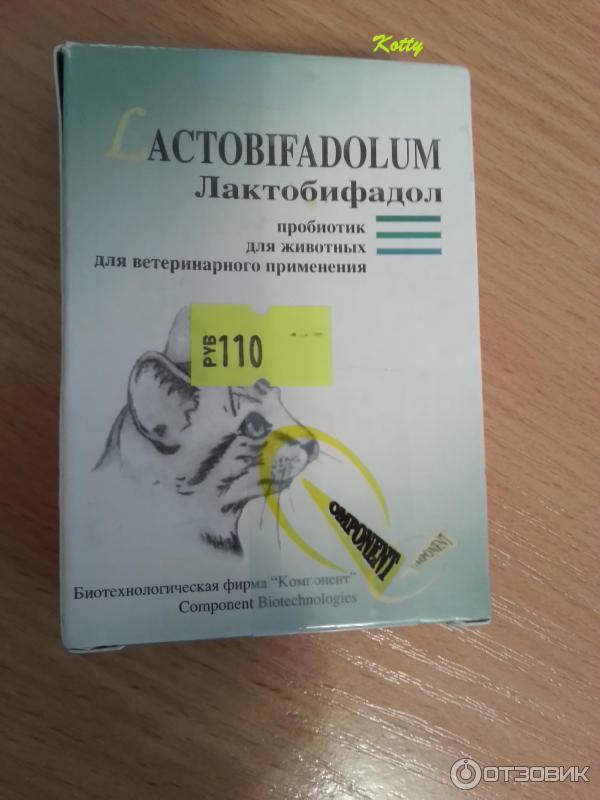 Kotty
LACTOBIFADOLUM
Лактобифадол
пробиотик
для животных
для ветеринарного применения
РУБ 110
COMPONENT
COMPONENT
Биотехнологическая фирма "Компонент"
Component Biotechnologies
ОТЗОВИК